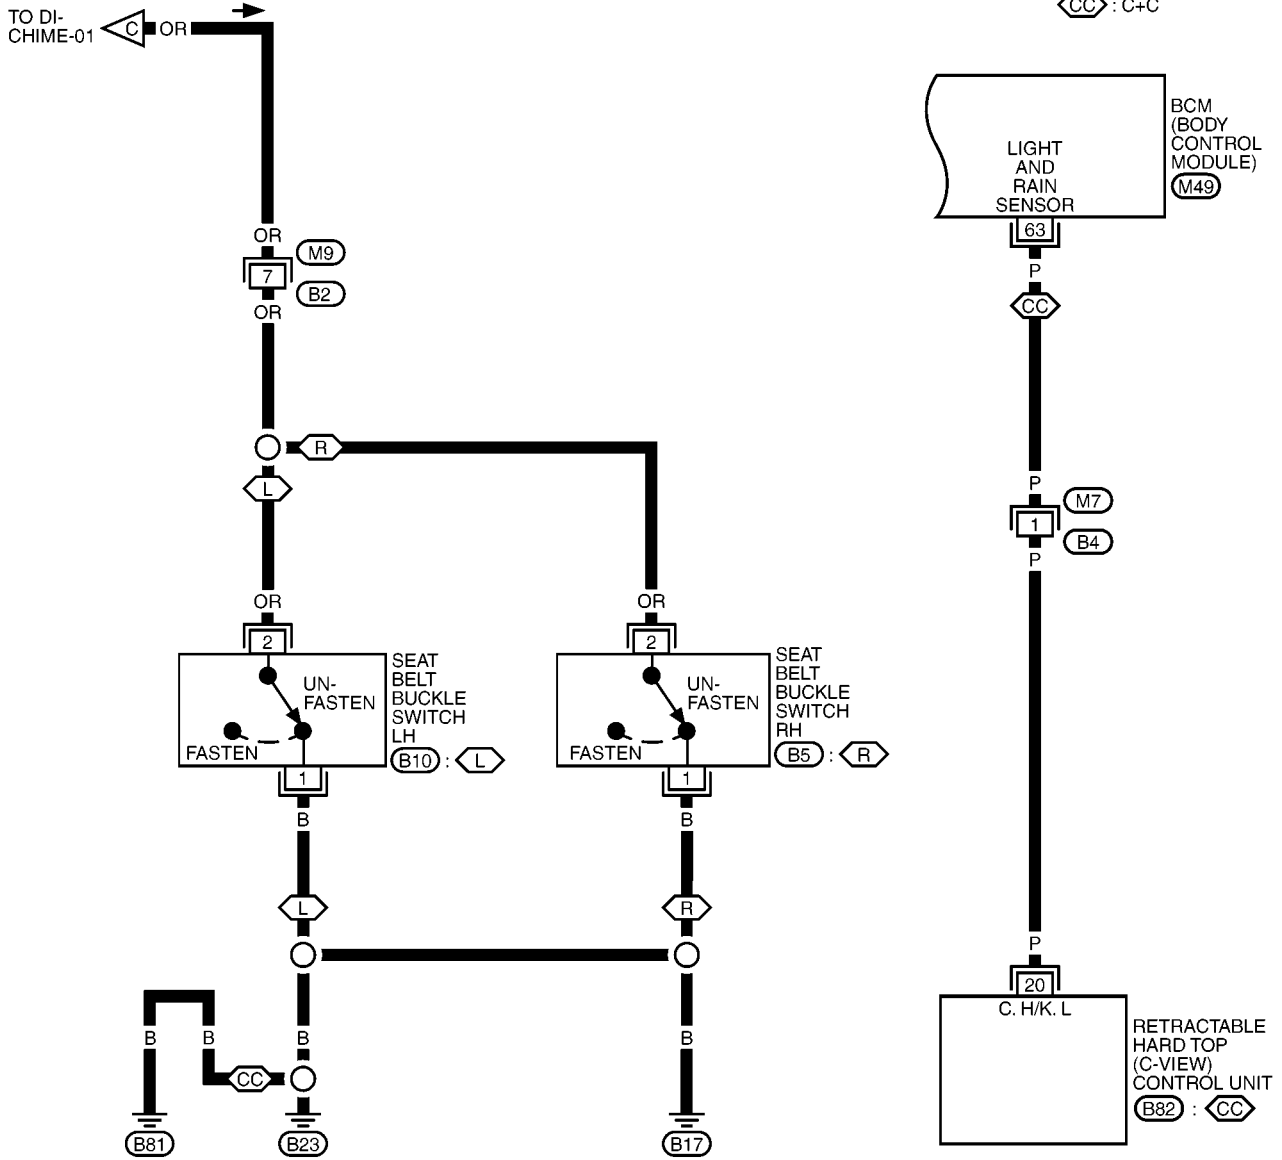 TO DI-
CHIME-01
C
OR
CC : C+C
BCM
(BODY
CONTROL
MODULE)
M49
LIGHT
AND
RAIN
SENSOR
63
P
CC
OR
M9
7
B2
OR
R
L
P
M7
1
B4
P
OR
OR
2
2
SEAT
BELT
BUCKLE
SWITCH
LH
B10 : L
UN-
FASTEN
FASTEN
1
SEAT
BELT
BUCKLE
SWITCH
RH
B5 : R
UN-
FASTEN
FASTEN
1
B
B
L
R
P
20
C. H/K. L
RETRACTABLE
HARD TOP
(C-VIEW)
CONTROL UNIT
B82 : CC
B
B
B
B
CC
B81
B23
B17